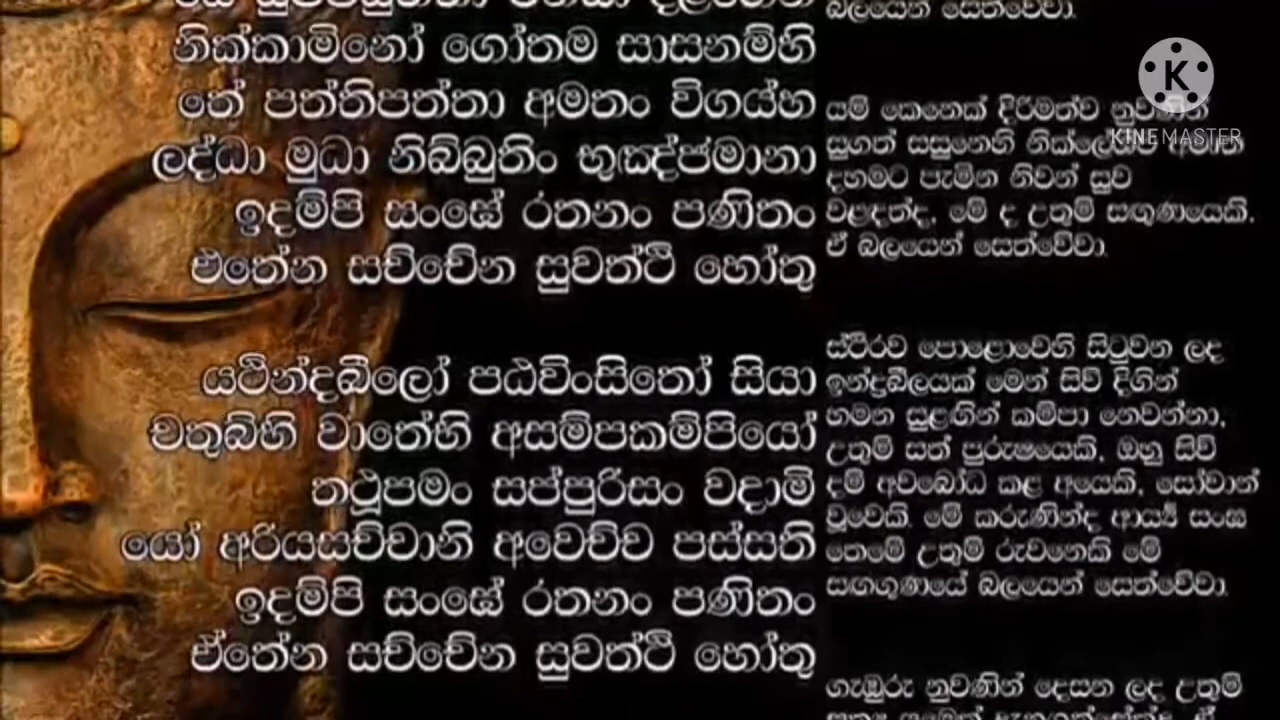 නික්කාමිනෝ ගෝතම සාසනම්හි
තේ පත්තිපත්තා අමතං විගය්හ
ලද්ධා මුධා නිබ්බුතිං භුඤ්ජමානා
ඉදම්පි සංඝේ රතනං පණීතං
එතේන සච්චේන සුවත්ථි හෝතු
යථින්දඛීලෝ පඨවිංසිතෝ සියා
චතුබ්හි වාතේහි අසම්පකම්පියෝ
තථූපමං සප්පුරිසං වදාමි
යෝ අරියසච්චානි අවෙච්ච පස්සති
ඉදම්පි සංඝේ රතනං පණීතං
ඒතේන සච්චේන සුවත්ථි හෝතු
බලයෙන් සෙත්වේවා.
යම් කෙනෙක් දිරිමත්ව නුවණින්
සුගත් සසුනෙහි
දහමට පැමින නිවන් සුව
වළඳත්ද, මේ ද උතුම් සඟුණයෙකි.
ඒ බලයෙන් සෙත්වේවා.
ස්ථිරව පොළොවෙහි සිටුවන ලද
ඉන්ද්‍රඛීලයක් මෙන් සිව් දිගින්
හමන සුළඟින් කම්පා නොවන්නා,
උතුම් සත් පුරුෂයෙකි. ඔහු සිව්
දම් අවබෝධ කළ අයෙකි, සෝවාන්
වූවෙකි. මේ කරුණින්ද ආර්‍ය්‍ය සංඝ
තෙමේ උතුම් රුවනෙකි මේ
සඟගුණයේ බලයෙන් සෙත්වේවා.
ගැඹුරු නුවණින් දෙසන ලද උතුම්
KINEMASTER